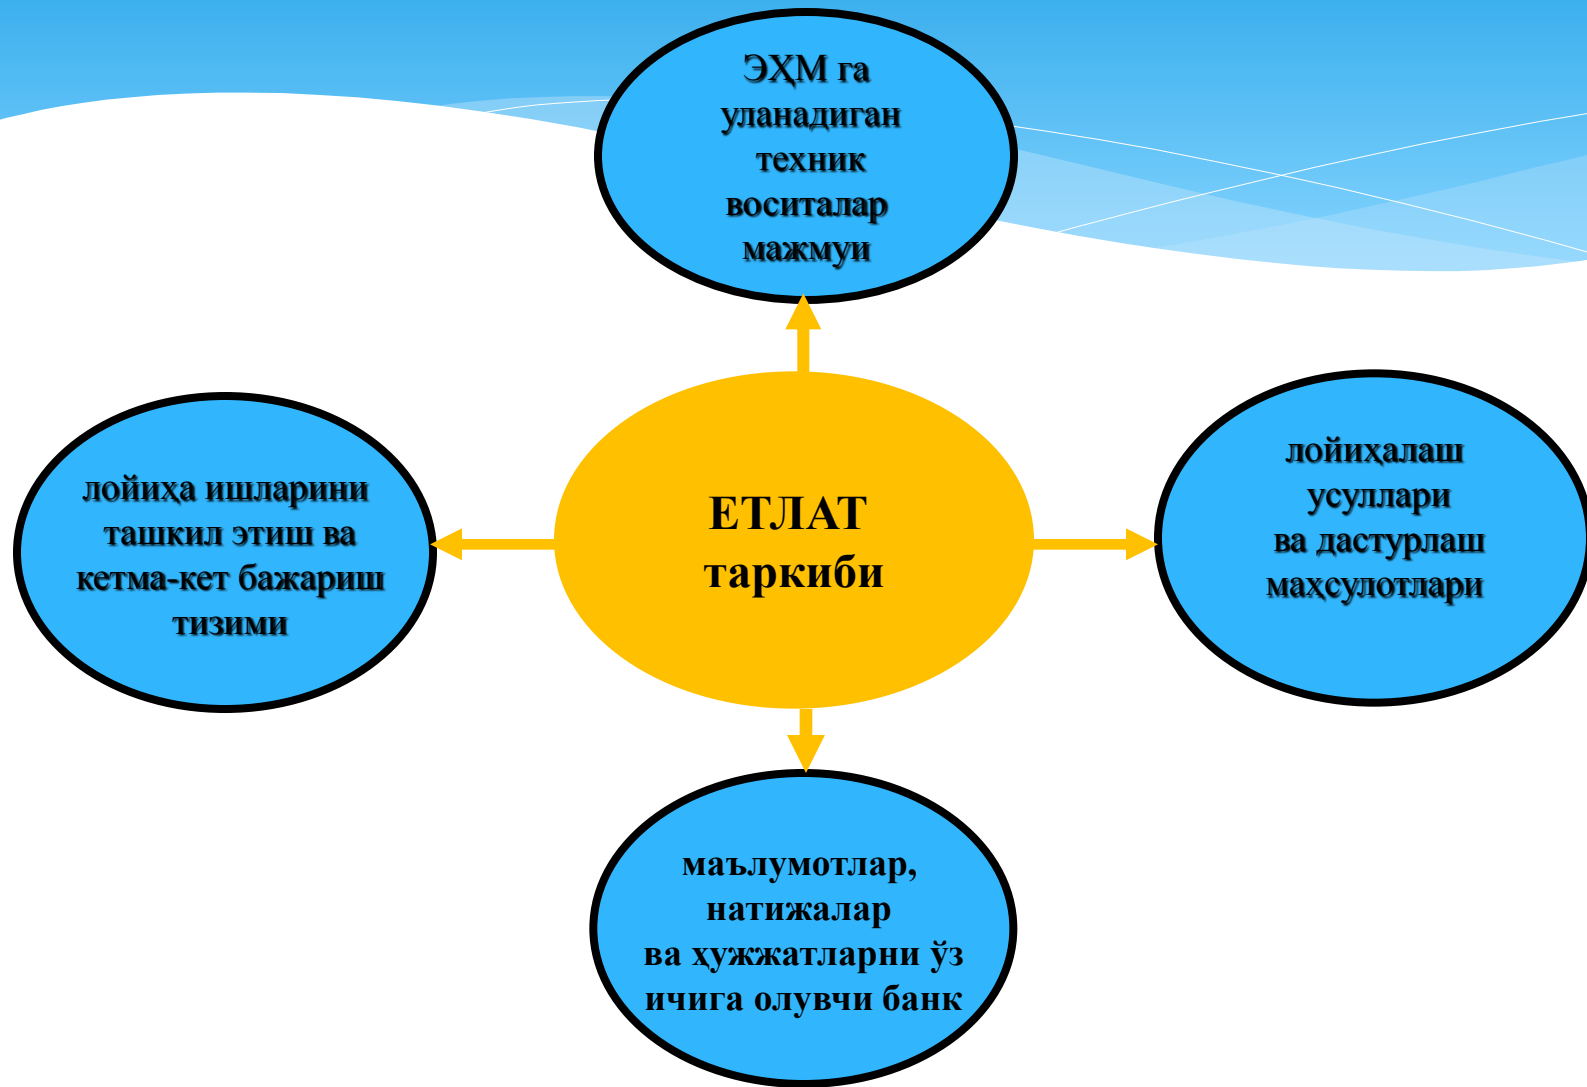 ЭҲМ га
уланадиган
техник
воситалар
мажмуи
лойиҳа ишларини
ташкил этиш ва
кетма-кет бажариш
тизими
ЕТЛАТ
таркиби
лойиҳалаш
усуллари
ва дастурлаш
маҳсулотлари
маълумотлар,
натижалар
ва ҳужжатларни ўз
ичига олувчи банк